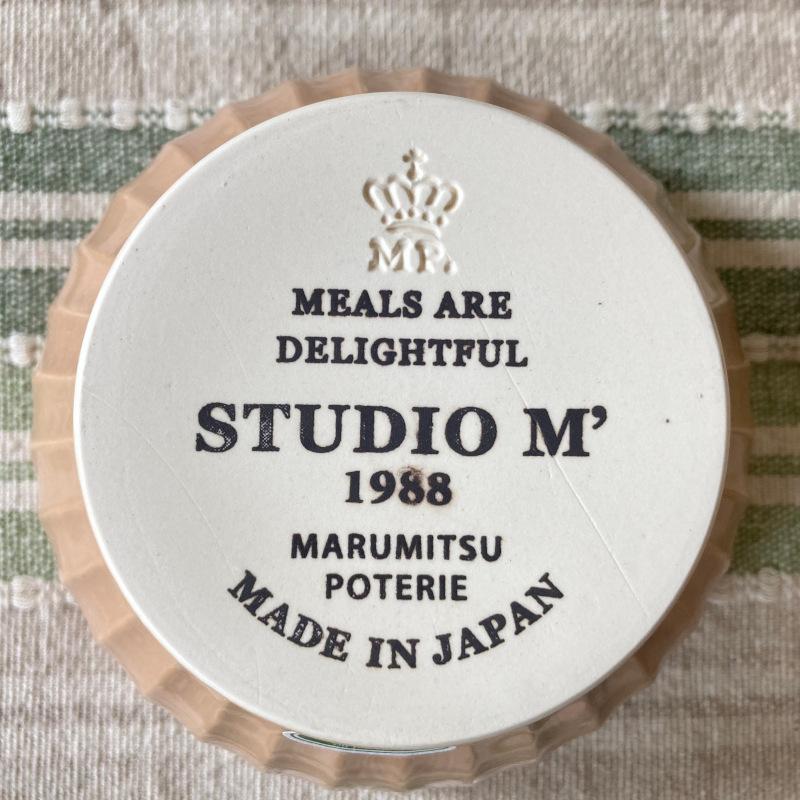 MP.
MEALS ARE
DELIGHTFUL
STUDIO M’
1988
MARUMITSU
POTERIE
MADE IN JAPAN